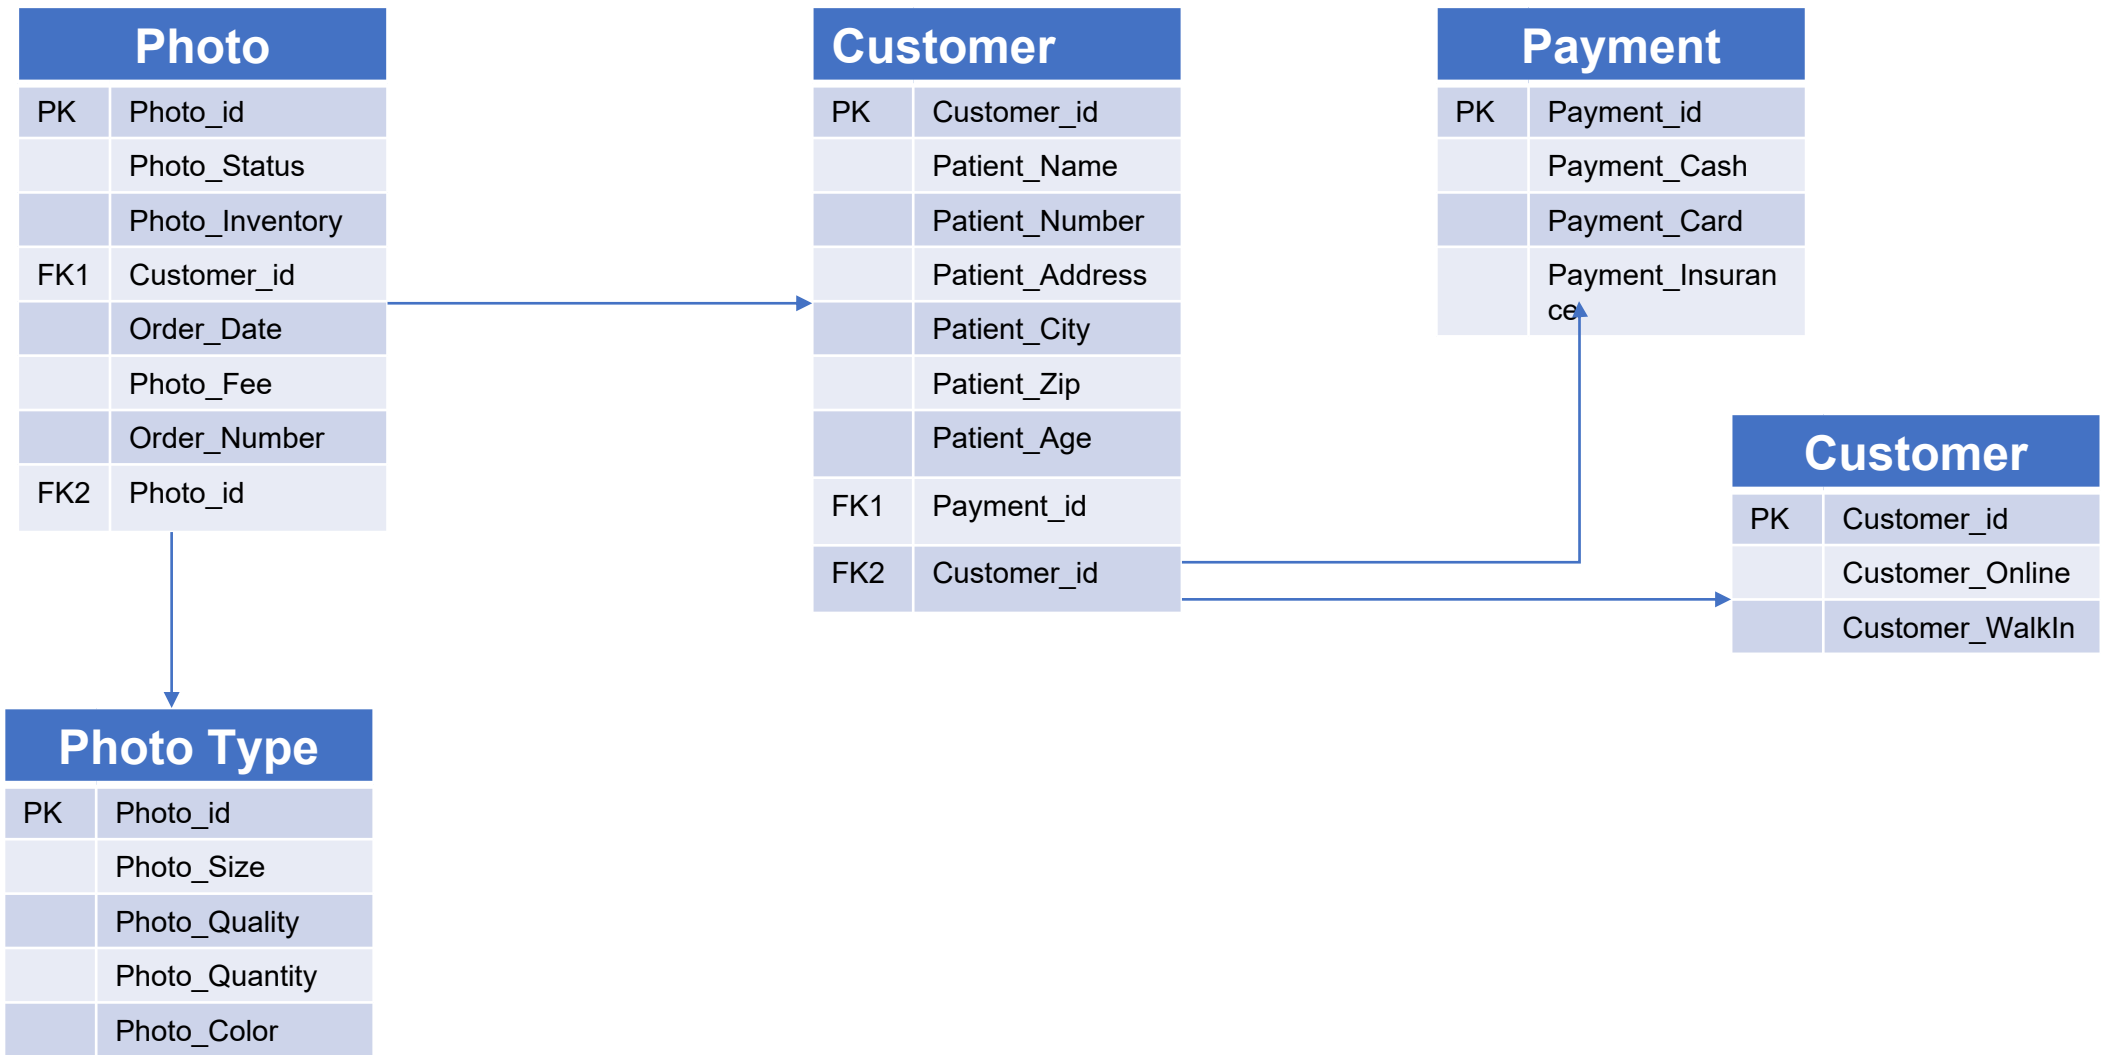 Photo
PK Photo_id
Photo_Status
Photo_Inventory
FK1 Customer_id
Order_Date
Photo_Fee
Order_Number
FK2 Photo_id
Customer
PK Customer_id
Patient_Name
Patient_Number
Patient_Address
Patient_City
Patient_Zip
Patient_Age
FK1 Payment_id
FK2 Customer_id
Payment
PK Payment_id
Payment_Cash
Payment_Card
Payment_Insuran
ce
Customer
PK Customer_id
Customer_Online
Customer_WalkIn
Photo Type
PK Photo_id
Photo_Size
Photo_Quality
Photo_Quantity
Photo_Color